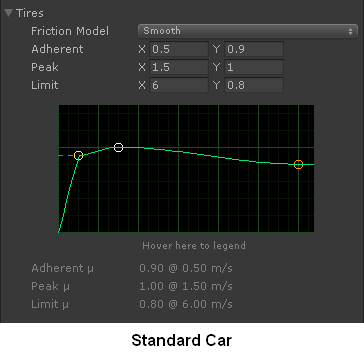 Tires
Friction Model Smooth
Adherent X 0.5 Y 0.9
Peak X 1.5 Y 1
Limit X 6 Y 0.8
Hover here to legend
Adherent μ 0.90 @ 0.50 m/s
Peak μ 1.00 @ 1.50 m/s
Limit μ 0.80 @ 6.00 m/s
Standard Car